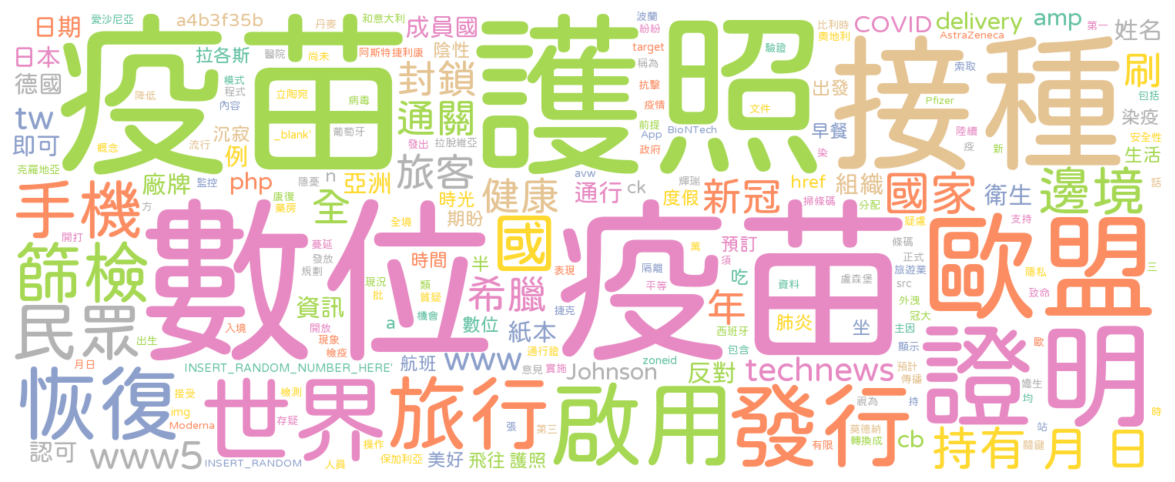 愛沙尼亞 丹麥 和意大利 波蘭 比利時 第一
日期 a4b3f35b 成員國 紛紛 奧地利 COVID delivery amp 姓名
疫苗護照 接種
日本 拉各斯 醫院 尚未 阿斯特捷利康 陰性 target 驗證 稱為 AstraZeneca 索取 刷
德國 模式 程式 封鎖 抗擊 出發 包括
tw 降低 內容 立陶宛 病毒 疫情 文件 Pfizer 陸續 染疫
沉寂 _blank' 葡萄牙 通關 前提 App BioNTech 早餐 限 安全性
即可 概念 例 流行 發出 拉脫維亞 政府 染 疫 新 生活
克羅地亞 旅客 avw 話
廠牌 監控 php 隱憂 n 亞洲 時光 健康 通行 ck 輝瑞 度假 href 掃條碼 組織 分配 國家 衛生 邊境
手機 方 康復 藥房 全 期盼 新冠 疑慮 支持
開打 蔓延 全境 國 預訂 萬 條碼 正式
篩檢 數位疫苗 歐盟
發放 規劃 時間 半 表現 隔離 須 吃 旅遊業 隱私 三
現況 類 希臘 平等 年 資料 盧森堡 src 致命
資訊 批 質疑 捷克 外洩
民眾 入境 開放 機會 數位 紙本 西班牙 肺炎 坐 冠大 主因
出生 現象 a 包含 顯示 歐
月日 檢疫 航班 www 通行證 zoneid 證明
INSERT_RANDOM_NUMBER_HERE' 意見 實施 Johnson 反對 technews 預計 傳播
恢復 接受 檢測 世界 旅行 啟用 發行 視為 持 衛生 均
img 存疑 張 第三 莫德納 站 時
Moderna 操作 轉換成
認可 www5 INSERT_RANDOM 人員 保加利亞 美好 飛往 護照 有限 cb 持有 關鍵 月 日